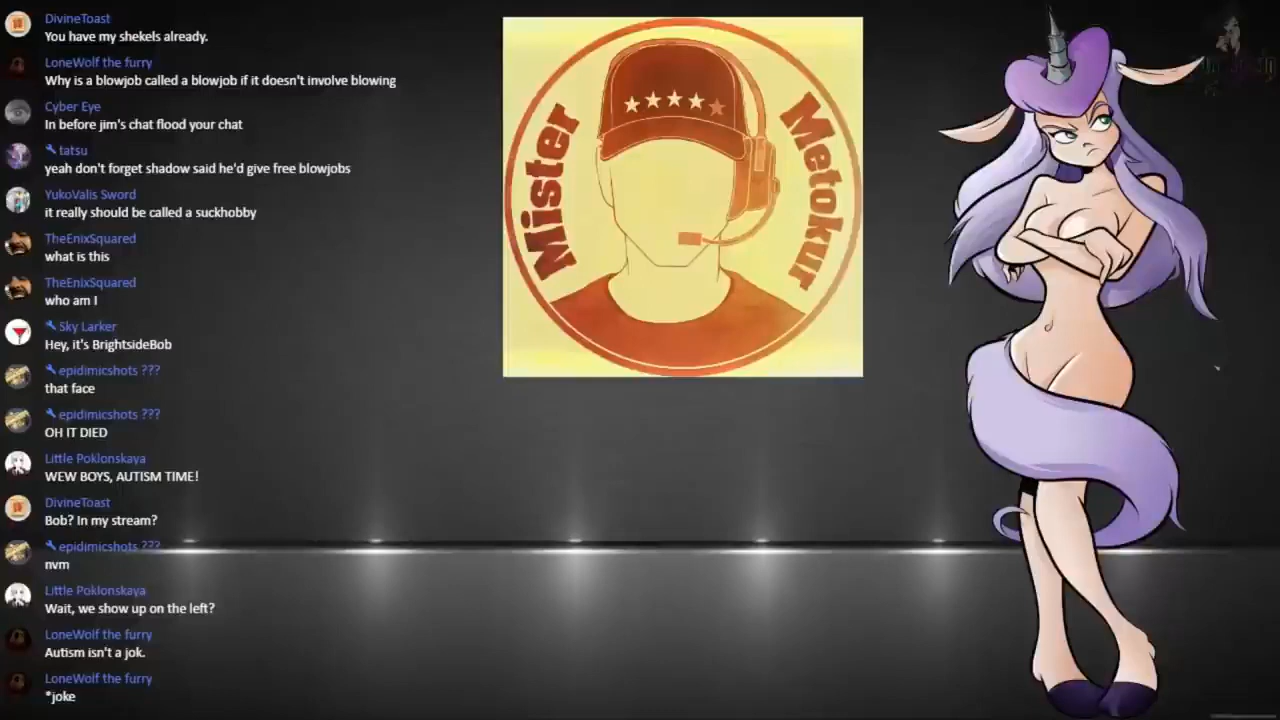 DivineToast
You have my shekels already.
LoneWolf the furry
Why is a blowjob called a blowjob if it doesn't involve blowing
Cyber Eye
In before jim's chat flood your chat
tatsu
yeah don't forget shadow said he'd give free blowjobs
YukoValis Sword
it really should be called a suckhobby
TheEnixSquared
what is this
TheEnixSquared
who am I
Sky Larker
Hey, it's BrightsideBob
epidimicshots ???
that face
epidimicshots ???
OH IT DIED
Little Poklonskaya
WEW BOYS, AUTISM TIME!
DivineToast
Bob? In my stream?
epidimicshots ???
nvm
Little Poklonskaya
Wait, we show up on the left?
LoneWolf the furry
Autism isn't a jok.
LoneWolf the furry
*joke
Mister
Metokur